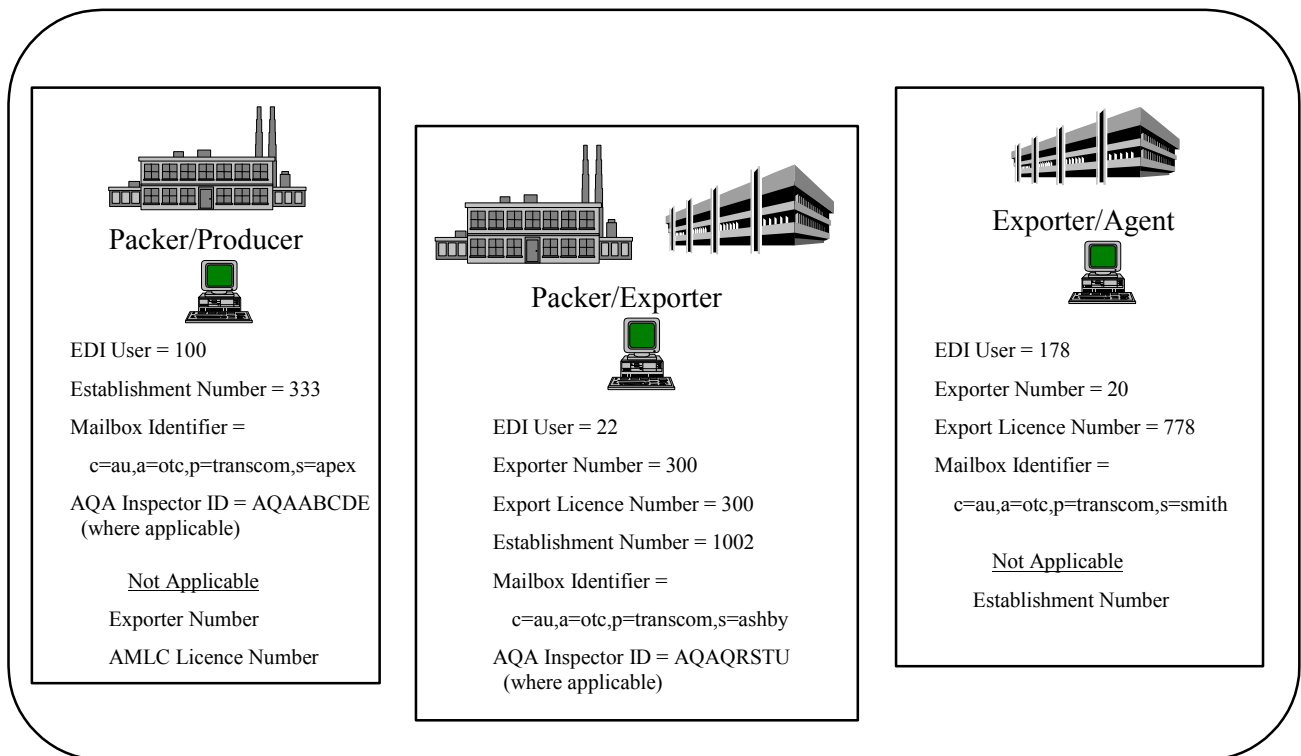 Packer/Producer
EDI User = 100
Establishment Number = 333
Mailbox Identifier =
c=au,a=otc,p=transcom,s=apex
AQA Inspector ID = AQAABCDE
(where applicable)
Not Applicable
Exporter Number
AMLC Licence Number
Packer/Exporter
EDI User = 22
Exporter Number = 300
Export Licence Number = 300
Establishment Number = 1002
Mailbox Identifier =
c=au,a=otc,p=transcom,s=ashby
AQA Inspector ID = AQAQRSTU
(where applicable)
Exporter/Agent
EDI User = 178
Exporter Number = 20
Export Licence Number = 778
Mailbox Identifier =
c=au,a=otc,p=transcom,s=smith
Not Applicable
Establishment Number